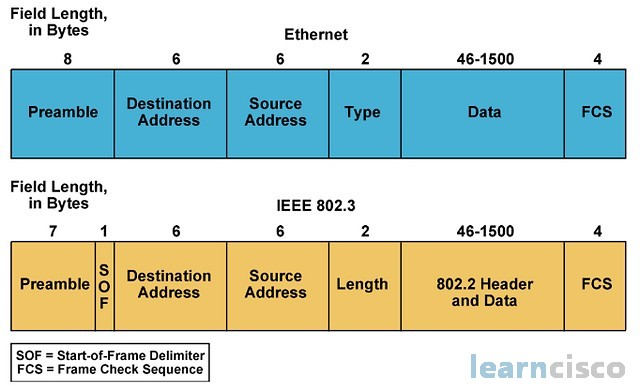 Field Length,
in Bytes
Ethernet
8 6 6 2 46-1500 4
Preamble Destination Address Source Address Type Data FCS
Field Length,
in Bytes
IEEE 802.3
7 1 6 6 2 46-1500 4
Preamble SOF Destination Address Source Address Length 802.2 Header and Data FCS
SOF = Start-of-Frame Delimiter
FCS = Frame Check Sequence
learncisco